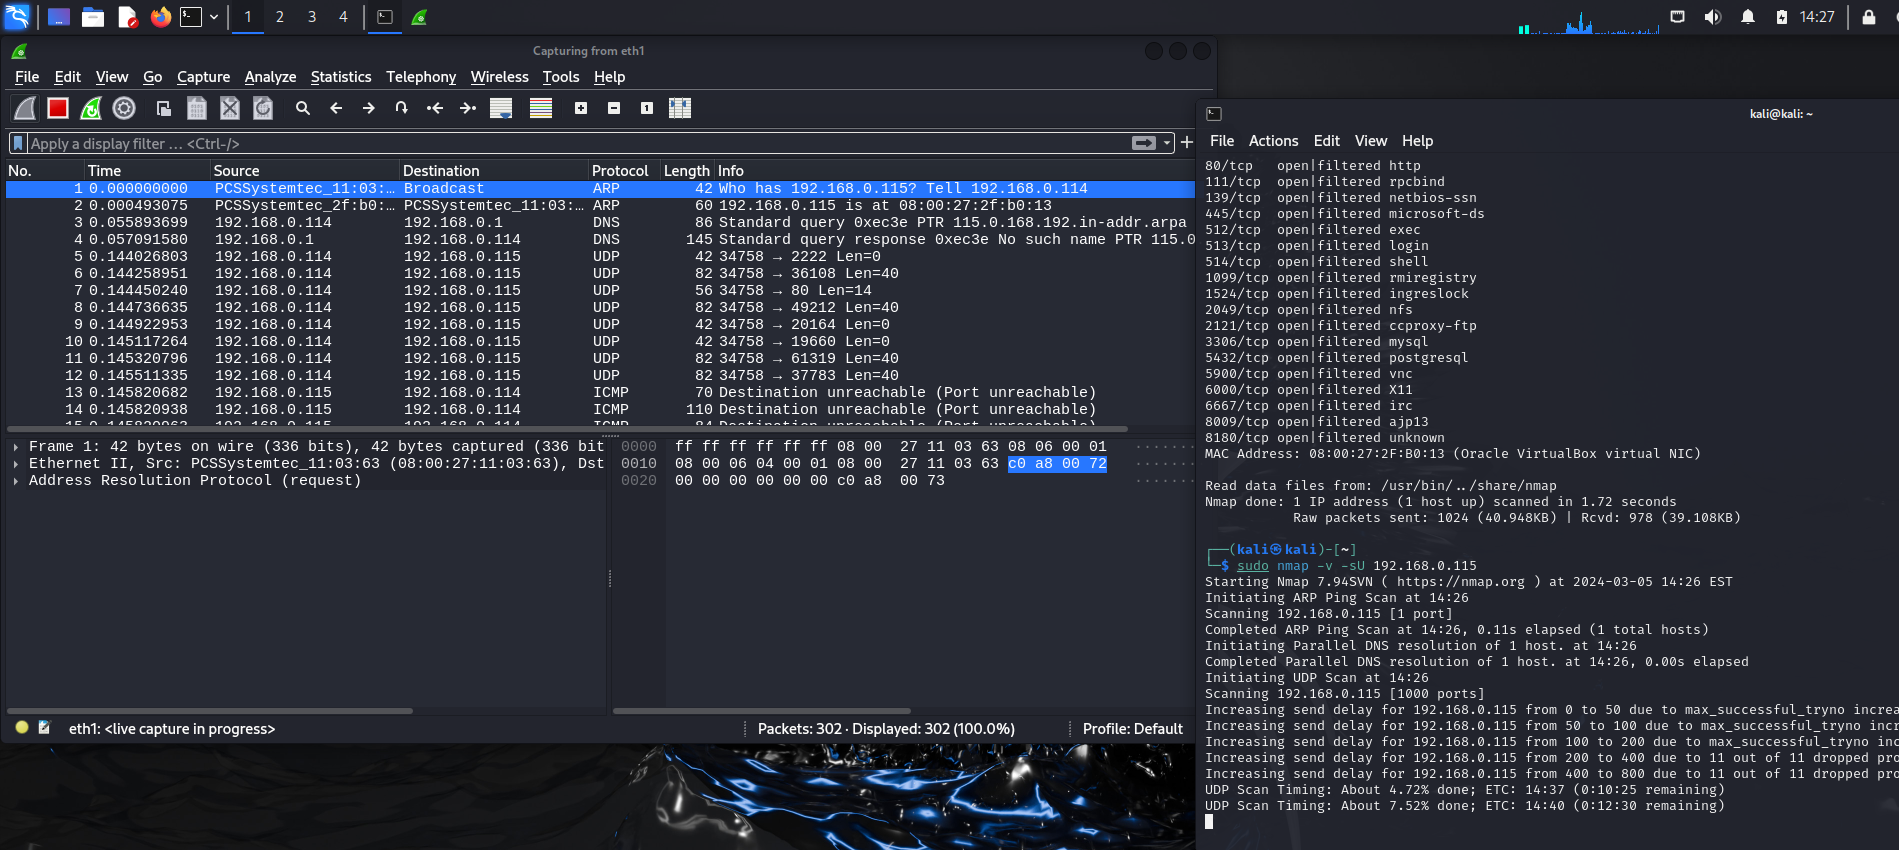 1 2 3 4
14:27
Capturing from eth1
File Edit View Go Capture Analyze Statistics Telephony Wireless Tools Help
Apply a display filter … <Ctrl-/>
No. Time Source Destination Protocol Length Info
1 0.000000000 PCSSystemtec_11:03:… Broadcast ARP 42 Who has 192.168.0.115? Tell 192.168.0.114
2 0.000493075 PCSSystemtec_2f:b0:… PCSSystemtec_11:03:… ARP 60 192.168.0.115 is at 08:00:27:2f:b0:13
3 0.055893699 192.168.0.114 192.168.0.1 DNS 86 Standard query 0xec3e PTR 115.0.168.192.in-addr.arpa
4 0.057091580 192.168.0.1 192.168.0.114 DNS 145 Standard query response 0xec3e No such name PTR 115.0
5 0.144026803 192.168.0.114 192.168.0.115 UDP 42 34758 → 2222 Len=0
6 0.144258951 192.168.0.114 192.168.0.115 UDP 82 34758 → 36108 Len=40
7 0.144450240 192.168.0.114 192.168.0.115 UDP 56 34758 → 80 Len=14
8 0.144736635 192.168.0.114 192.168.0.115 UDP 82 34758 → 49212 Len=40
9 0.144922953 192.168.0.114 192.168.0.115 UDP 42 34758 → 20164 Len=0
10 0.145117264 192.168.0.114 192.168.0.115 UDP 42 34758 → 19660 Len=0
11 0.145320796 192.168.0.114 192.168.0.115 UDP 82 34758 → 61319 Len=40
12 0.145511335 192.168.0.114 192.168.0.115 UDP 82 34758 → 37783 Len=40
13 0.145820682 192.168.0.115 192.168.0.114 ICMP 70 Destination unreachable (Port unreachable)
14 0.145820938 192.168.0.115 192.168.0.114 ICMP 110 Destination unreachable (Port unreachable)
Frame 1: 42 bytes on wire (336 bits), 42 bytes captured (336 bit
Ethernet II, Src: PCSSystemtec_11:03:63 (08:00:27:11:03:63), Dst
Address Resolution Protocol (request)
0000 ff ff ff ff ff ff 08 00 27 11 03 63 08 06 00 01 ·······
0010 08 00 06 04 00 01 08 00 27 11 03 63 c0 a8 00 72 ·······
0020 00 00 00 00 00 00 c0 a8 00 73 ·······
eth1: <live capture in progress>
Packets: 302 · Displayed: 302 (100.0%)
Profile: Default
kali@kali: ~
File Actions Edit View Help
80/tcp open|filtered http
111/tcp open|filtered rpcbind
139/tcp open|filtered netbios-ssn
445/tcp open|filtered microsoft-ds
512/tcp open|filtered exec
513/tcp open|filtered login
514/tcp open|filtered shell
1099/tcp open|filtered rmiregistry
1524/tcp open|filtered ingreslock
2049/tcp open|filtered nfs
2121/tcp open|filtered ccproxy-ftp
3306/tcp open|filtered mysql
5432/tcp open|filtered postgresql
5900/tcp open|filtered vnc
6000/tcp open|filtered X11
6667/tcp open|filtered irc
8009/tcp open|filtered ajp13
8180/tcp open|filtered unknown
MAC Address: 08:00:27:2F:B0:13 (Oracle VirtualBox virtual NIC)
Read data files from: /usr/bin/../share/nmap
Nmap done: 1 IP address (1 host up) scanned in 1.72 seconds
Raw packets sent: 1024 (40.948KB) | Rcvd: 978 (39.108KB)
┌──(kali㉿kali)-[~]
└─$ sudo nmap -v -sU 192.168.0.115
Starting Nmap 7.94SVN ( https://nmap.org ) at 2024-03-05 14:26 EST
Initiating ARP Ping Scan at 14:26
Scanning 192.168.0.115 [1 port]
Completed ARP Ping Scan at 14:26, 0.11s elapsed (1 total hosts)
Initiating Parallel DNS resolution of 1 host. at 14:26
Completed Parallel DNS resolution of 1 host. at 14:26, 0.00s elapsed
Initiating UDP Scan at 14:26
Scanning 192.168.0.115 [1000 ports]
Increasing send delay for 192.168.0.115 from 0 to 50 due to max_successful_tryno increa
Increasing send delay for 192.168.0.115 from 50 to 100 due to max_successful_tryno incr
Increasing send delay for 192.168.0.115 from 100 to 200 due to max_successful_tryno inc
Increasing send delay for 192.168.0.115 from 200 to 400 due to 11 out of 11 dropped pro
Increasing send delay for 192.168.0.115 from 400 to 800 due to 11 out of 11 dropped pro
UDP Scan Timing: About 4.72% done; ETC: 14:37 (0:10:25 remaining)
UDP Scan Timing: About 7.52% done; ETC: 14:40 (0:12:30 remaining)